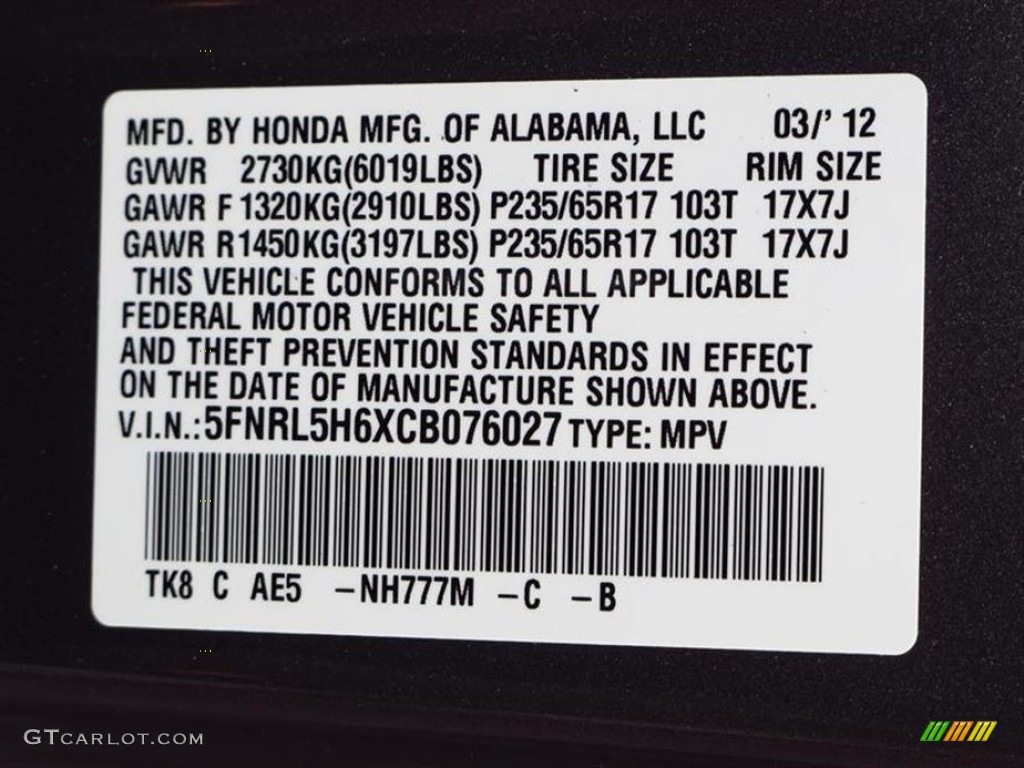 MFD. BY HONDA MFG. OF ALABAMA, LLC 03/' 12
GVWR 2730KG(6019LBS) TIRE SIZE RIM SIZE
GAWR F 1320KG(2910LBS) P235/65R17 103T 17X7J
GAWR R1450KG(3197LBS) P235/65R17 103T 17X7J
THIS VEHICLE CONFORMS TO ALL APPLICABLE
FEDERAL MOTOR VEHICLE SAFETY
AND THEFT PREVENTION STANDARDS IN EFFECT
ON THE DATE OF MANUFACTURE SHOWN ABOVE.
V.I.N.:5FNRL5H6XCB076027 TYPE: MPV
TK8 C AE5 -NH777M -C -B
GTCARLOT.COM